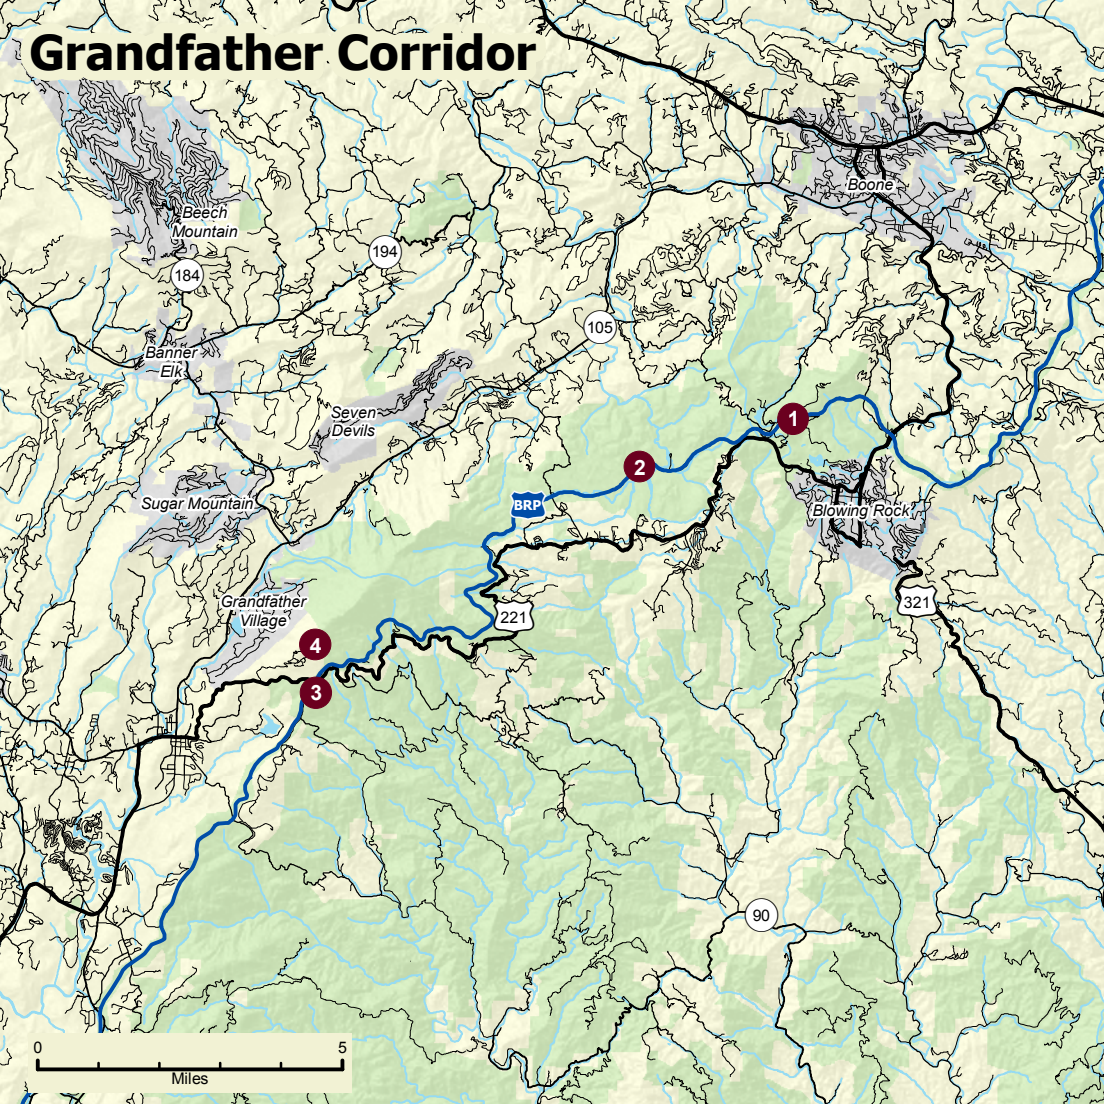 Grandfather Corridor
Boone
Beech
Mountain
194
184
105
Banner
Elk
Seven
Devils
1
2
Sugar Mountain
BRP
Blowing Rock
Grandfather
Village
321
221
4
3
90
0 5
Miles